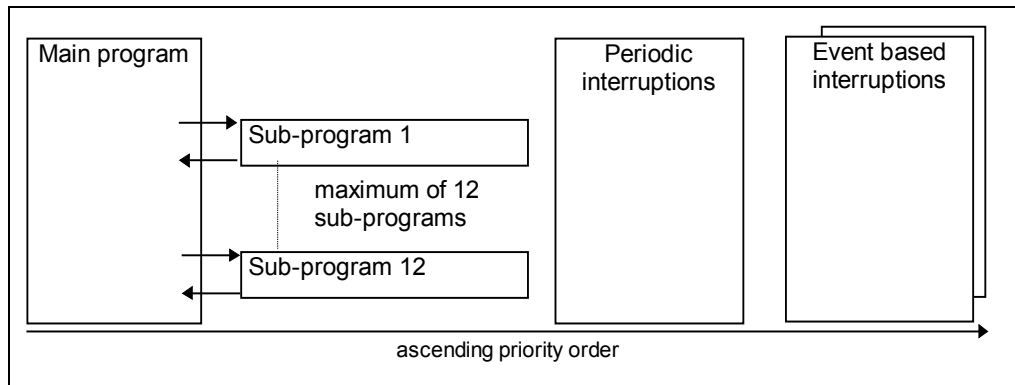 Main program
Periodic
interruptions
Event based
interruptions
Sub-program 1
maximum of 12
sub-programs
Sub-program 12
ascending priority order